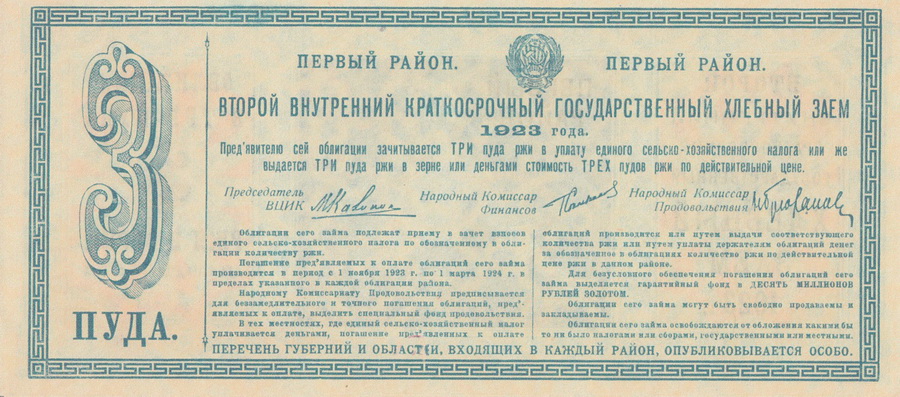 3
ПУДА.
ПЕРВЫЙ РАЙОН. ПЕРВЫЙ РАЙОН.
ВТОРОЙ ВНУТРЕННИЙ КРАТКОСРОЧНЫЙ ГОСУДАРСТВЕННЫЙ ХЛЕБНЫЙ ЗАЕМ
1923 года.
Пред'явителю сей облигации зачитывается ТРИ пуда ржи в уплату единого сельско-хозяйственного налога или же
выдается ТРИ пуда ржи в зерне или деньгами стоимость ТРЕХ пудов ржи по действительной цене.
Председатель Народный Комиссар Народный Комиссар
ВЦИК Финансов Продовольствия
Облигации сего займа подлежат приему в зачет взносов
единого сельско-хозяйственного налога по обозначенному в обли-
гации количеству ржи.
Погашение пред'являемых к оплате облигаций сего займа
производится в период с 1 ноября 1923 г. по 1 марта 1924 г. в
пределах указанного в каждой облигации района.
Народному Комиссариату Продовольствия предписывается
для беззамедлительного и точного погашения облигаций, пред'-
являемых к оплате, выделить специальный фонд продовольствия.
В тех местностях, где единый сельско-хозяйственный налог
уплачивается деньгами, погашение пред'явленных к оплате
облигаций производится или путем выдачи соответствующего
количества ржи или путем уплаты держателям облигаций денег
за обозначенное в облигациях количество ржи по действительной
цене ржи в данном районе.
Для безусловного обеспечения погашения облигаций сего
займа выделяется гарантийный фонд в ДЕСЯТЬ МИЛЛИОНОВ
РУБЛЕЙ ЗОЛОТОМ.
Облигации сего займа могут быть свободно продаваемы и
закладываемы.
Облигации сего займа освобождаются от обложения какими бы
то ни было налогами или сборами, государственными или местными.
ПЕРЕЧЕНЬ ГУБЕРНИЙ И ОБЛАСТЕЙ, ВХОДЯЩИХ В КАЖДЫЙ РАЙОН, ОПУБЛИКОВЫВАЕТСЯ ОСОБО.